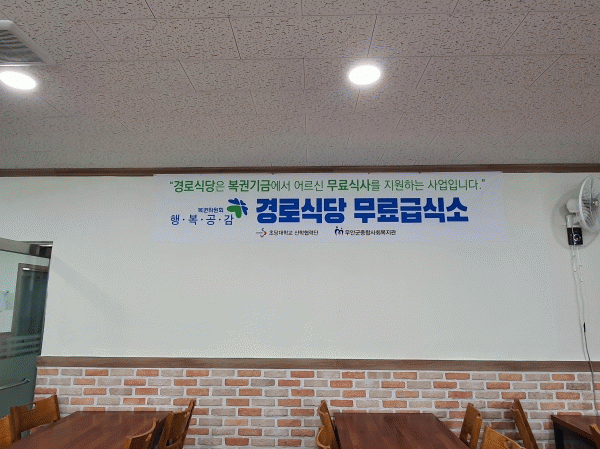 "경로식당은 복권기금에서 어르신 무료식사를 지원하는 사업입니다."
복권위원회
행·복·공·감
경로식당 무료급식소
초당대학교 산학협력단 무안군종합사회복지관